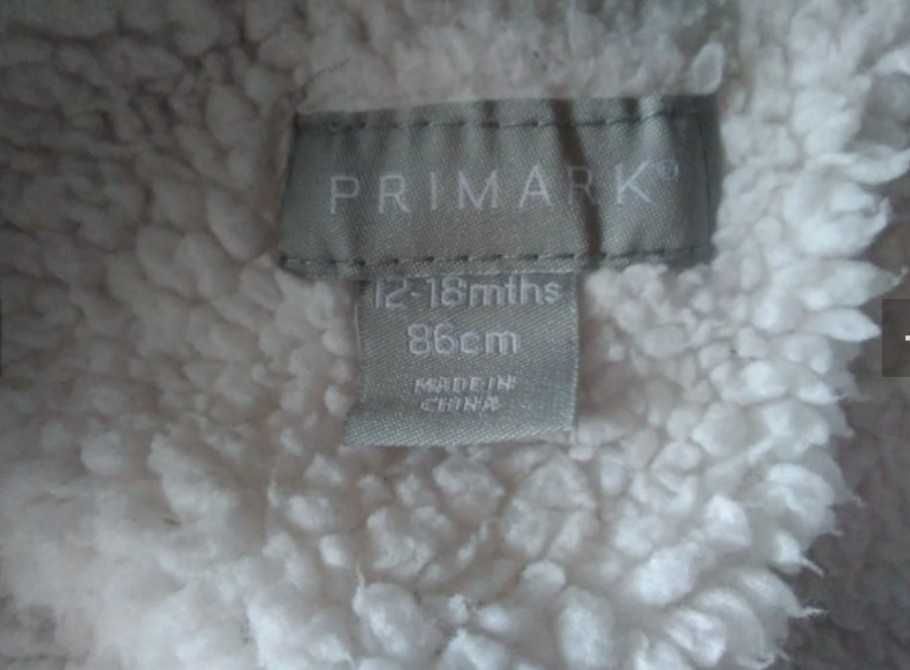 PRIMARK®
12-18mths
86cm
MADE IN
CHINA